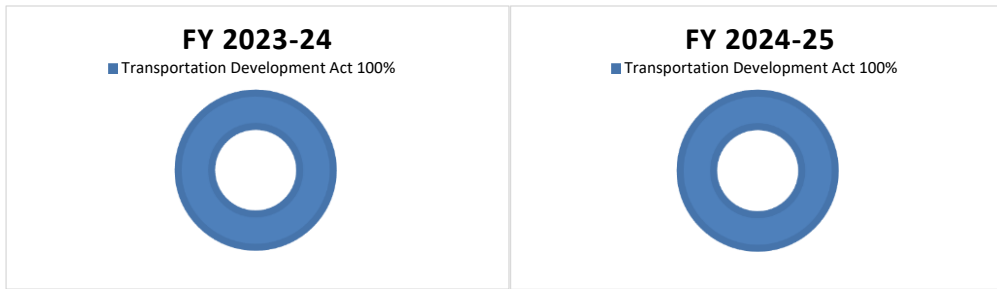 FY 2023-24
Transportation Development Act 100%
FY 2024-25
Transportation Development Act 100%